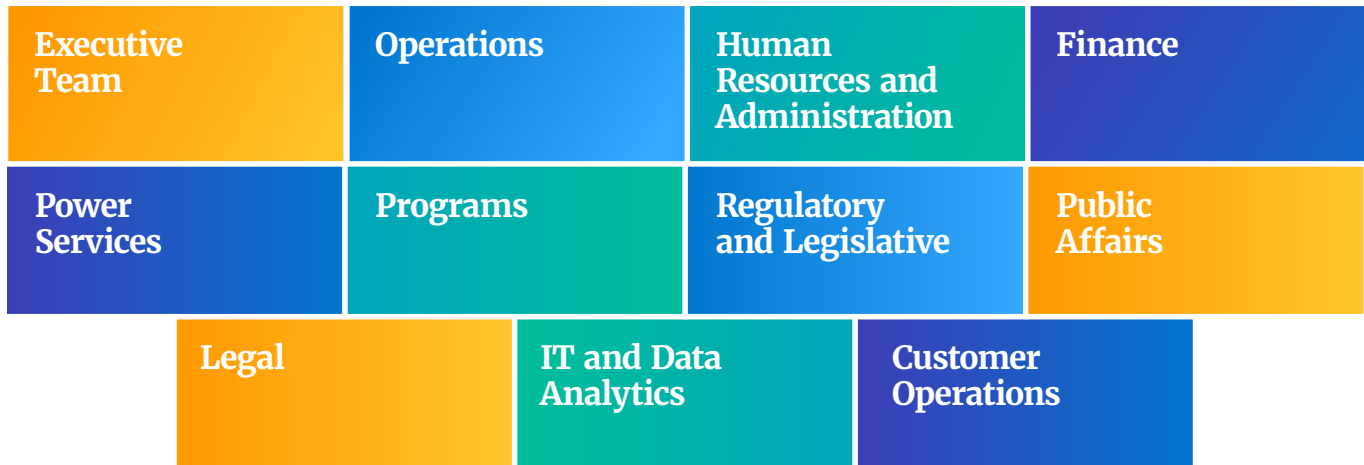 Executive
Team
Operations
Human
Resources and
Administration
Finance
Power
Services
Programs
Regulatory
and Legislative
Public
Affairs
Legal
IT and Data
Analytics
Customer
Operations